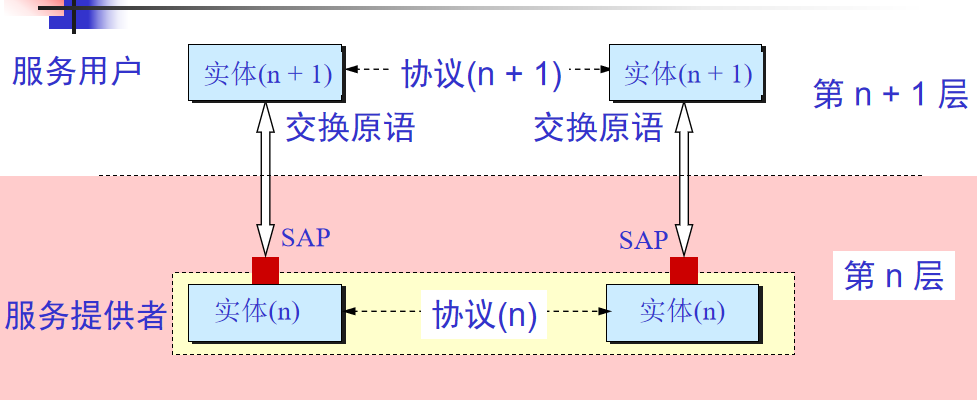 服务用户
实体(n + 1)
协议(n + 1)
实体(n + 1)
第 n + 1 层
交换原语
交换原语
SAP
SAP
第 n 层
服务提供者
实体(n)
协议(n)
实体(n)